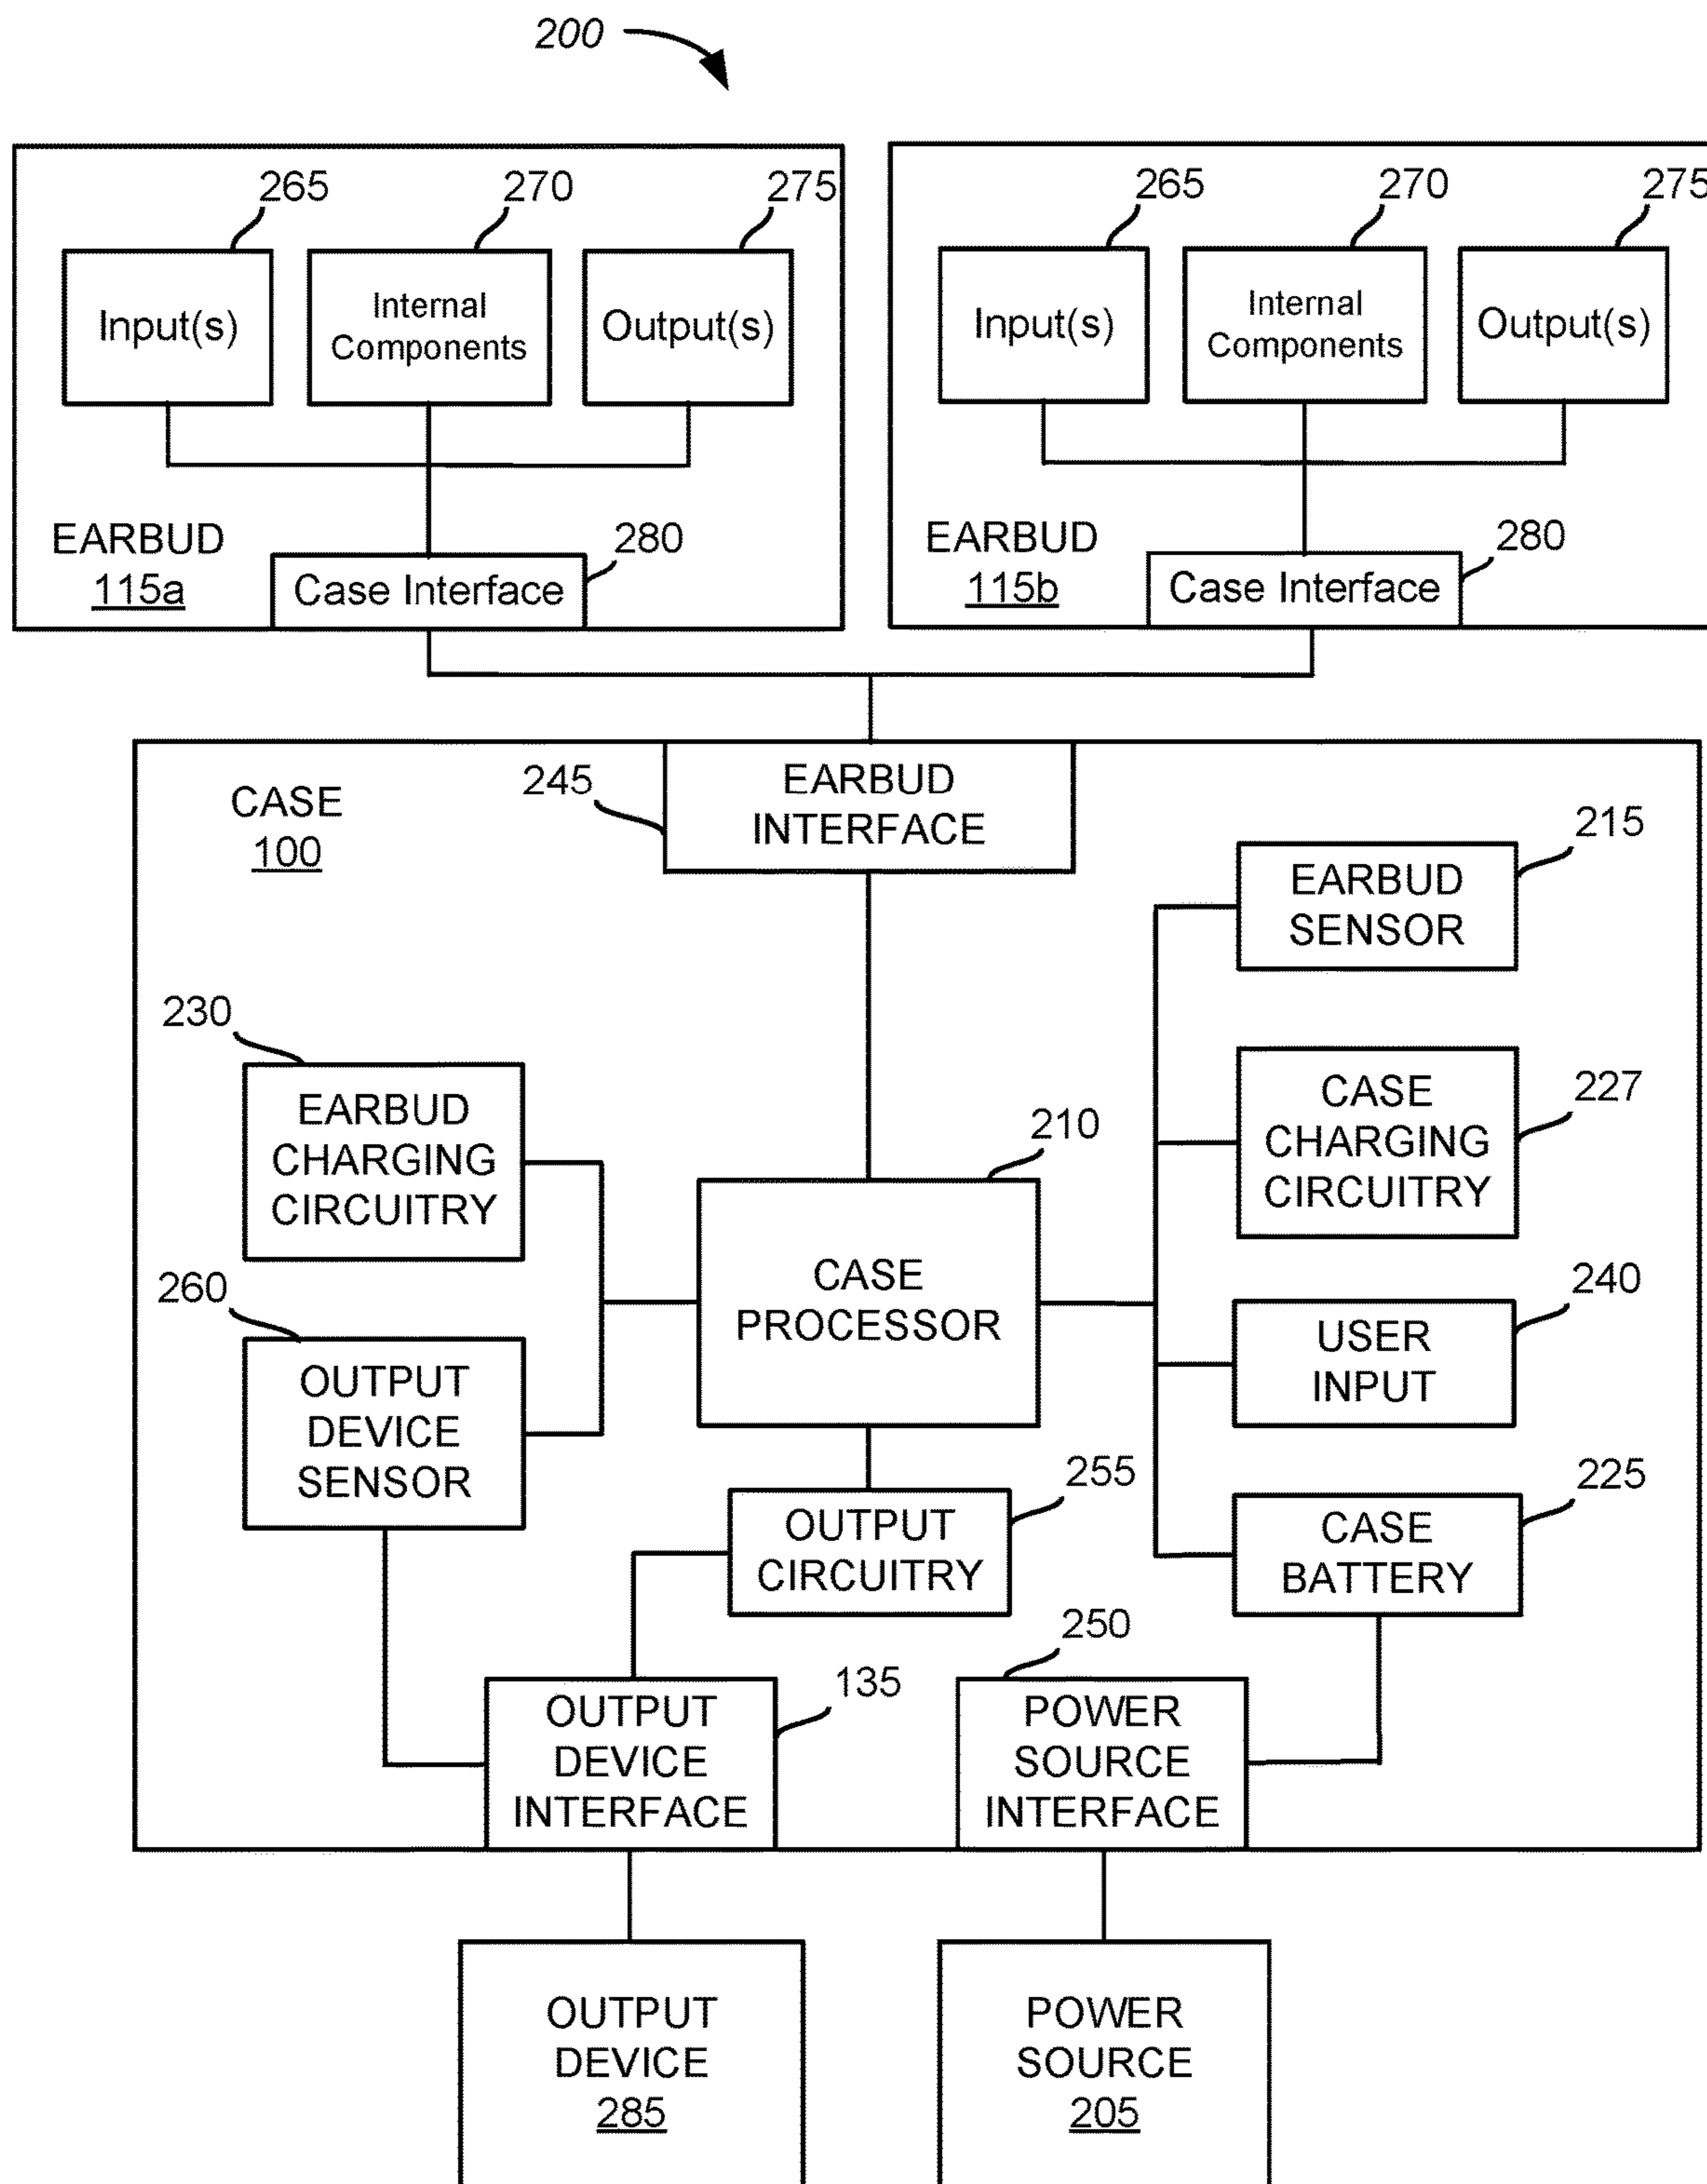 200
265
270
275
Input(s)
Internal
Components
Output(s)
EARBUD
115a
280
Case Interface
265
270
275
Input(s)
Internal
Components
Output(s)
EARBUD
115b
280
Case Interface
CASE
100
245
EARBUD
INTERFACE
215
EARBUD
SENSOR
230
EARBUD
CHARGING
CIRCUITRY
227
CASE
CHARGING
CIRCUITRY
210
CASE
PROCESSOR
260
OUTPUT
DEVICE
SENSOR
240
USER
INPUT
255
OUTPUT
CIRCUITRY
225
CASE
BATTERY
135
OUTPUT
DEVICE
INTERFACE
250
POWER
SOURCE
INTERFACE
OUTPUT
DEVICE
285
POWER
SOURCE
205